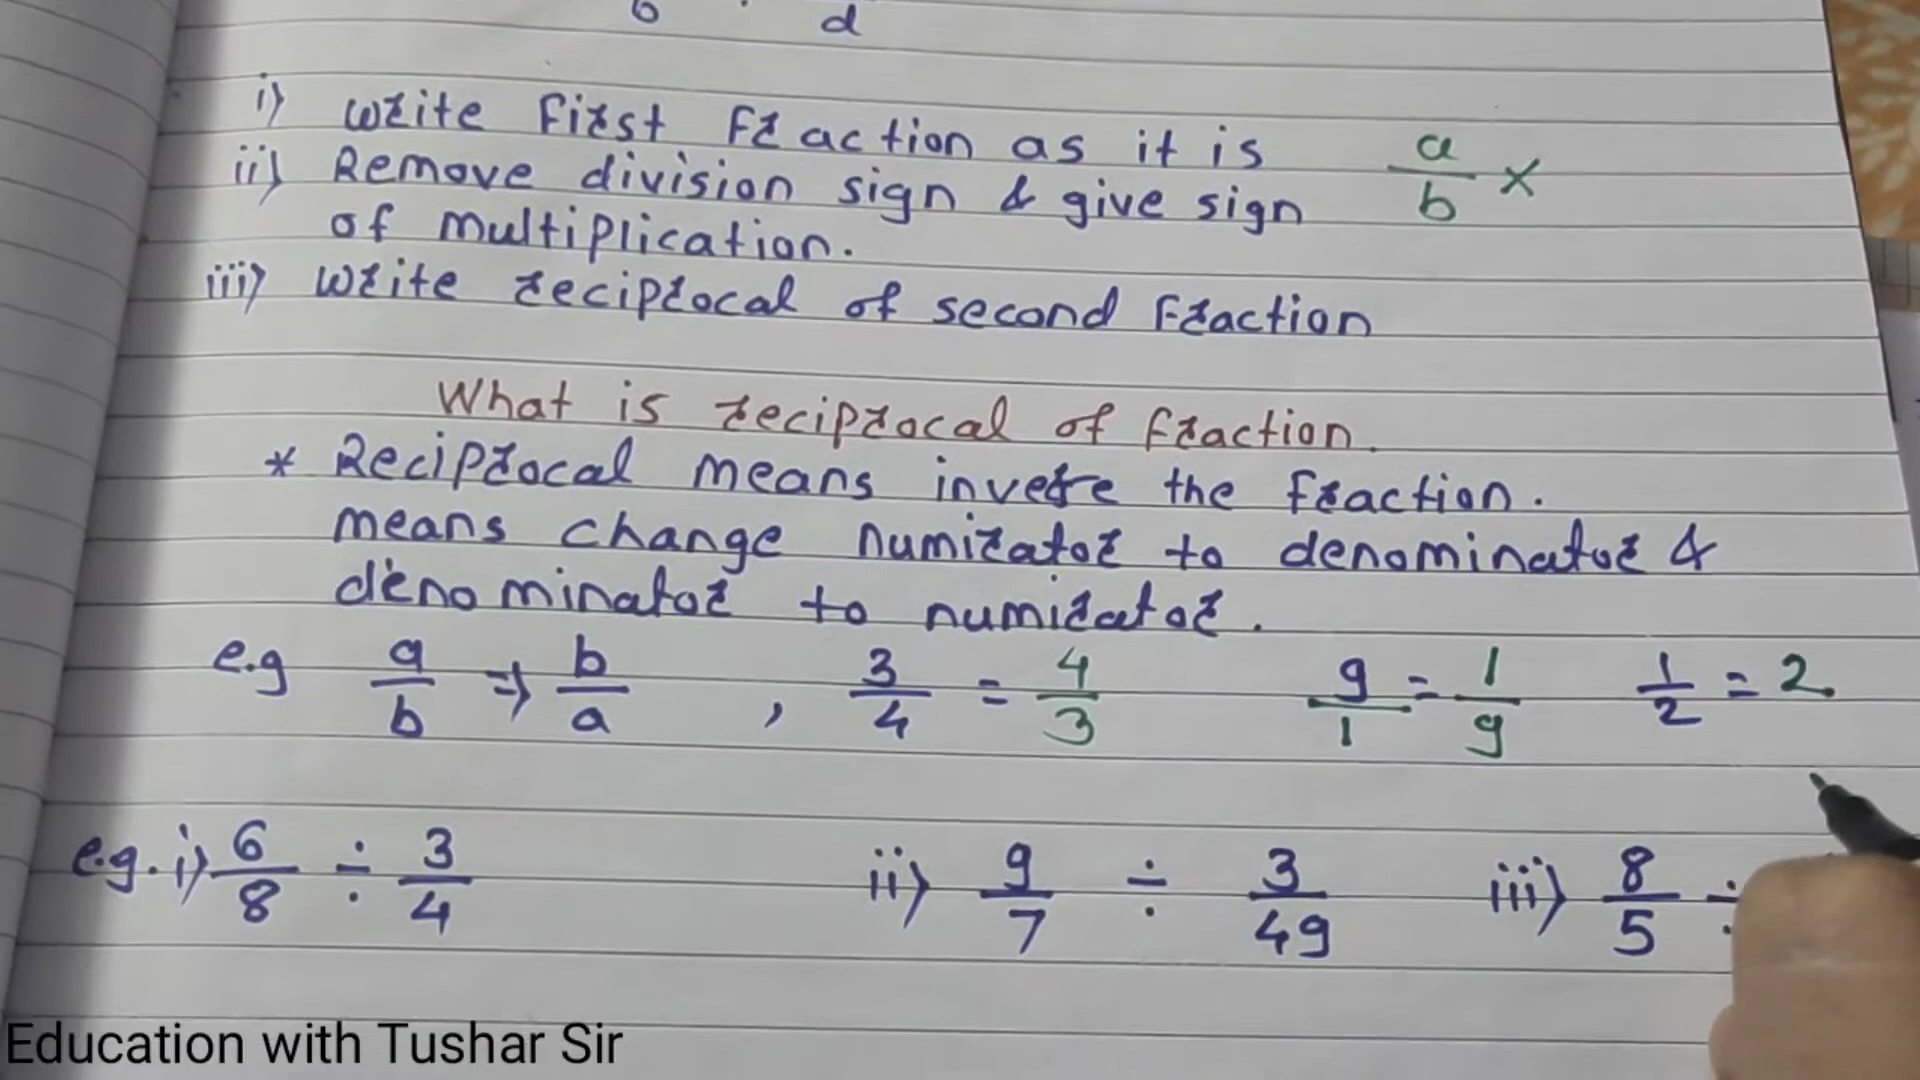 b d
i) write first fraction as it is a/b ×
ii) Remove division sign & give sign
of multiplication.
iii) write reciprocal of second fraction
What is reciprocal of fraction.
* Reciprocal means inverse the fraction.
means change numirator to denominator &
denominator to numirator.
e.g a/b ⇒ b/a , 3/4 = 4/3 9/1 = 1/9 1/2 = 2
e.g. i) 6/8 ÷ 3/4 ii) 9/7 ÷ 3/49 iii) 8/5 ÷
Education with Tushar Sir